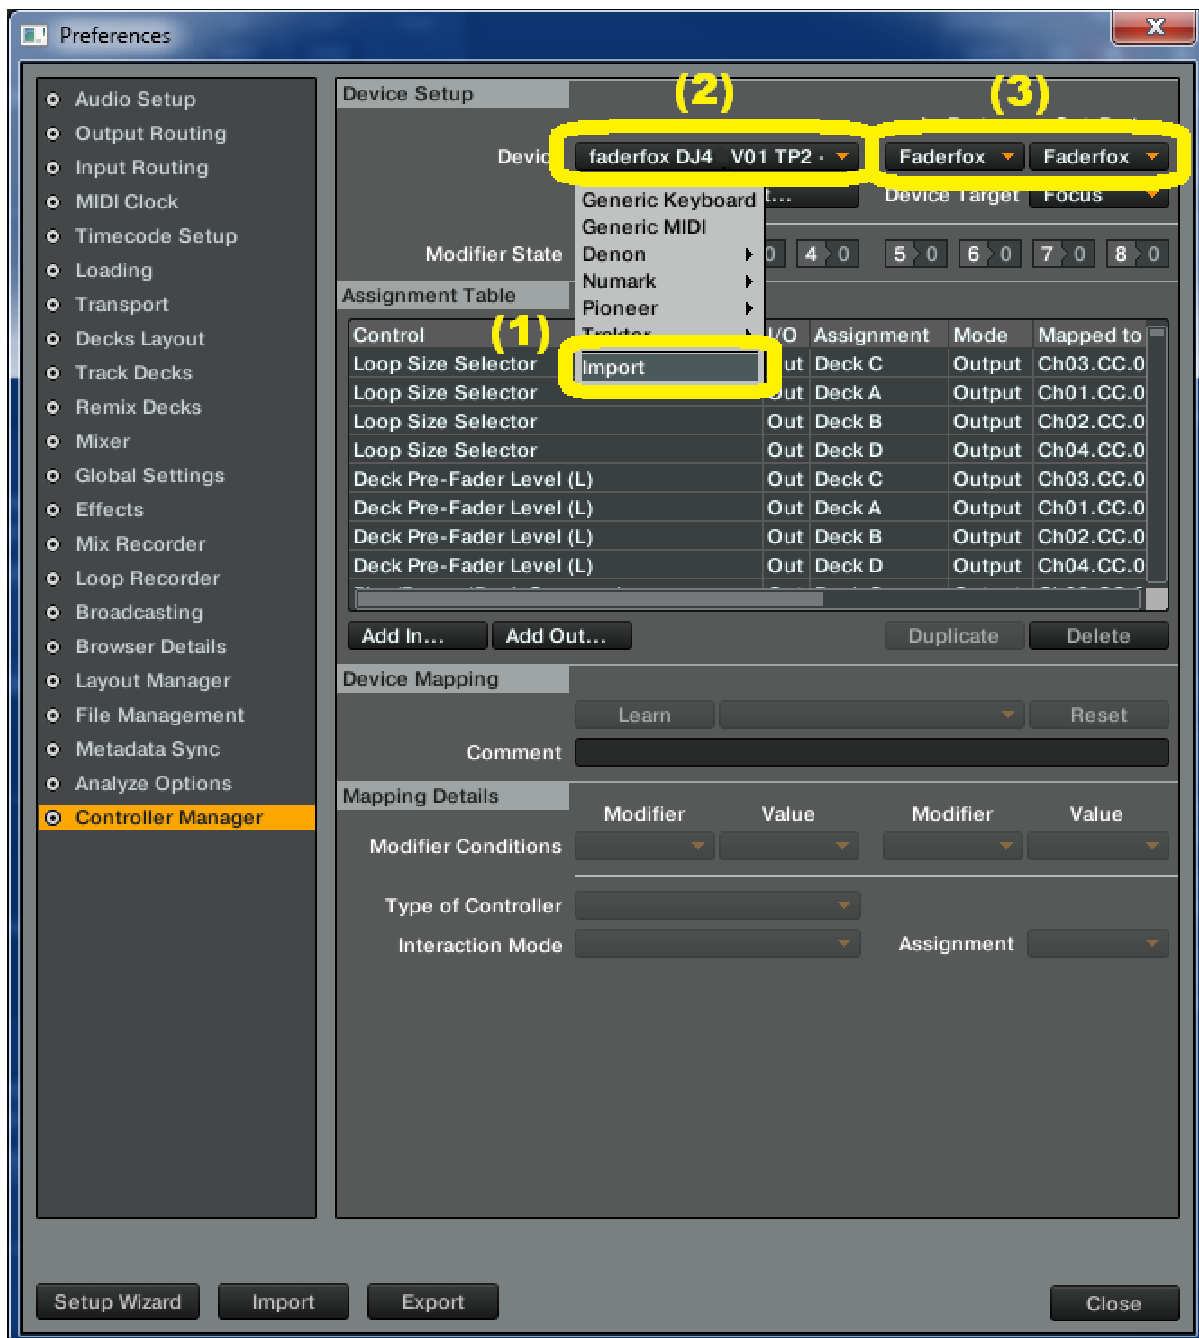 Preferences
X
Audio Setup
Output Routing
Input Routing
MIDI Clock
Timecode Setup
Loading
Transport
Decks Layout
Track Decks
Remix Decks
Mixer
Global Settings
Effects
Mix Recorder
Loop Recorder
Broadcasting
Browser Details
Layout Manager
File Management
Metadata Sync
Analyze Options
Controller Manager
Device Setup
(2)
(3)
faderfox DJ4 V01 TP2
Faderfox
Faderfox
Generic Keyboard
Generic MIDI
Denon
Numark
Pioneer
Traktor
Import
(1)
Device Target
Focus
Modifier State
0
4 0
5 0
6 0
7 0
8 0
Assignment Table
Control I/O Assignment Mode Mapped to
Loop Size Selector Deck C Output Ch03.CC.0
Loop Size Selector Deck A Output Ch01.CC.0
Loop Size Selector Out Deck B Output Ch02.CC.0
Loop Size Selector Out Deck D Output Ch04.CC.0
Deck Pre-Fader Level (L) Out Deck C Output Ch03.CC.0
Deck Pre-Fader Level (L) Out Deck A Output Ch01.CC.0
Deck Pre-Fader Level (L) Out Deck B Output Ch02.CC.0
Deck Pre-Fader Level (L) Out Deck D Output Ch04.CC.0
Add In...
Add Out...
Duplicate
Delete
Device Mapping
Learn
Reset
Comment
Mapping Details
Modifier Value Modifier Value
Modifier Conditions
Type of Controller
Interaction Mode
Assignment
Setup Wizard
Import
Export
Close